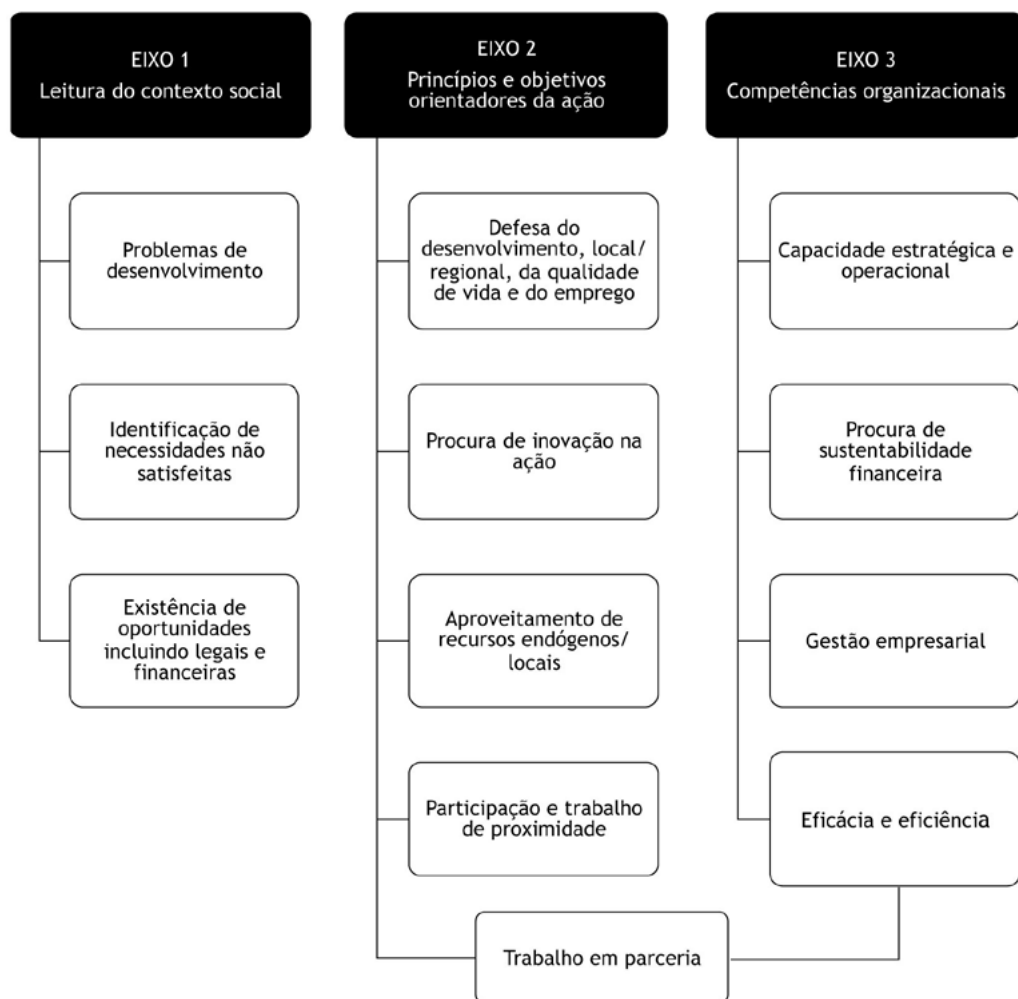 EIXO 1
Leitura do contexto social
Problemas de
desenvolvimento
Identificação de
necessidades não
satisfeitas
Existência de
oportunidades
incluindo legais e
financeiras
EIXO 2
Princípios e objetivos
orientadores da ação
Defesa do
desenvolvimento, local/
regional, da qualidade
de vida e do emprego
Procura de inovação na
ação
Aproveitamento de
recursos endógenos/
locais
Participação e trabalho
de proximidade
EIXO 3
Competências organizacionais
Capacidade estratégica e
operacional
Procura de
sustentabilidade
financeira
Gestão empresarial
Eficácia e eficiência
Trabalho em parceria